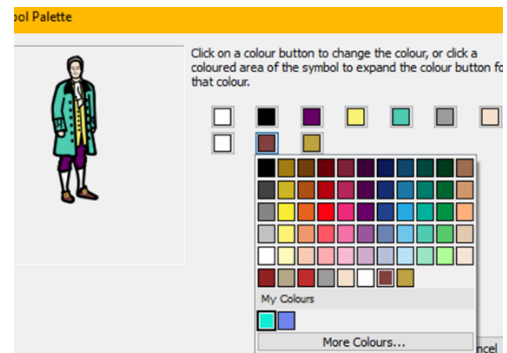 ool Palette
Click on a colour button to change the colour, or click a
coloured area of the symbol to expand the colour button fo
that colour.
My Colours
More Colours...
ncel